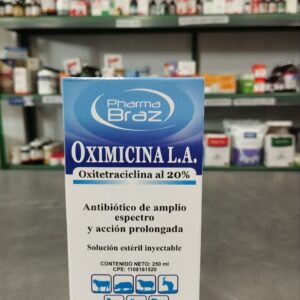 Pharma
Braz
OXIMICINA L.A.
Oxitetraciclina al 20%
Antibiótico de amplio
espectro
y acción prolongada
Solución estéril inyectable
CONTENIDO NETO: 250 ml
CPE: 1108161520